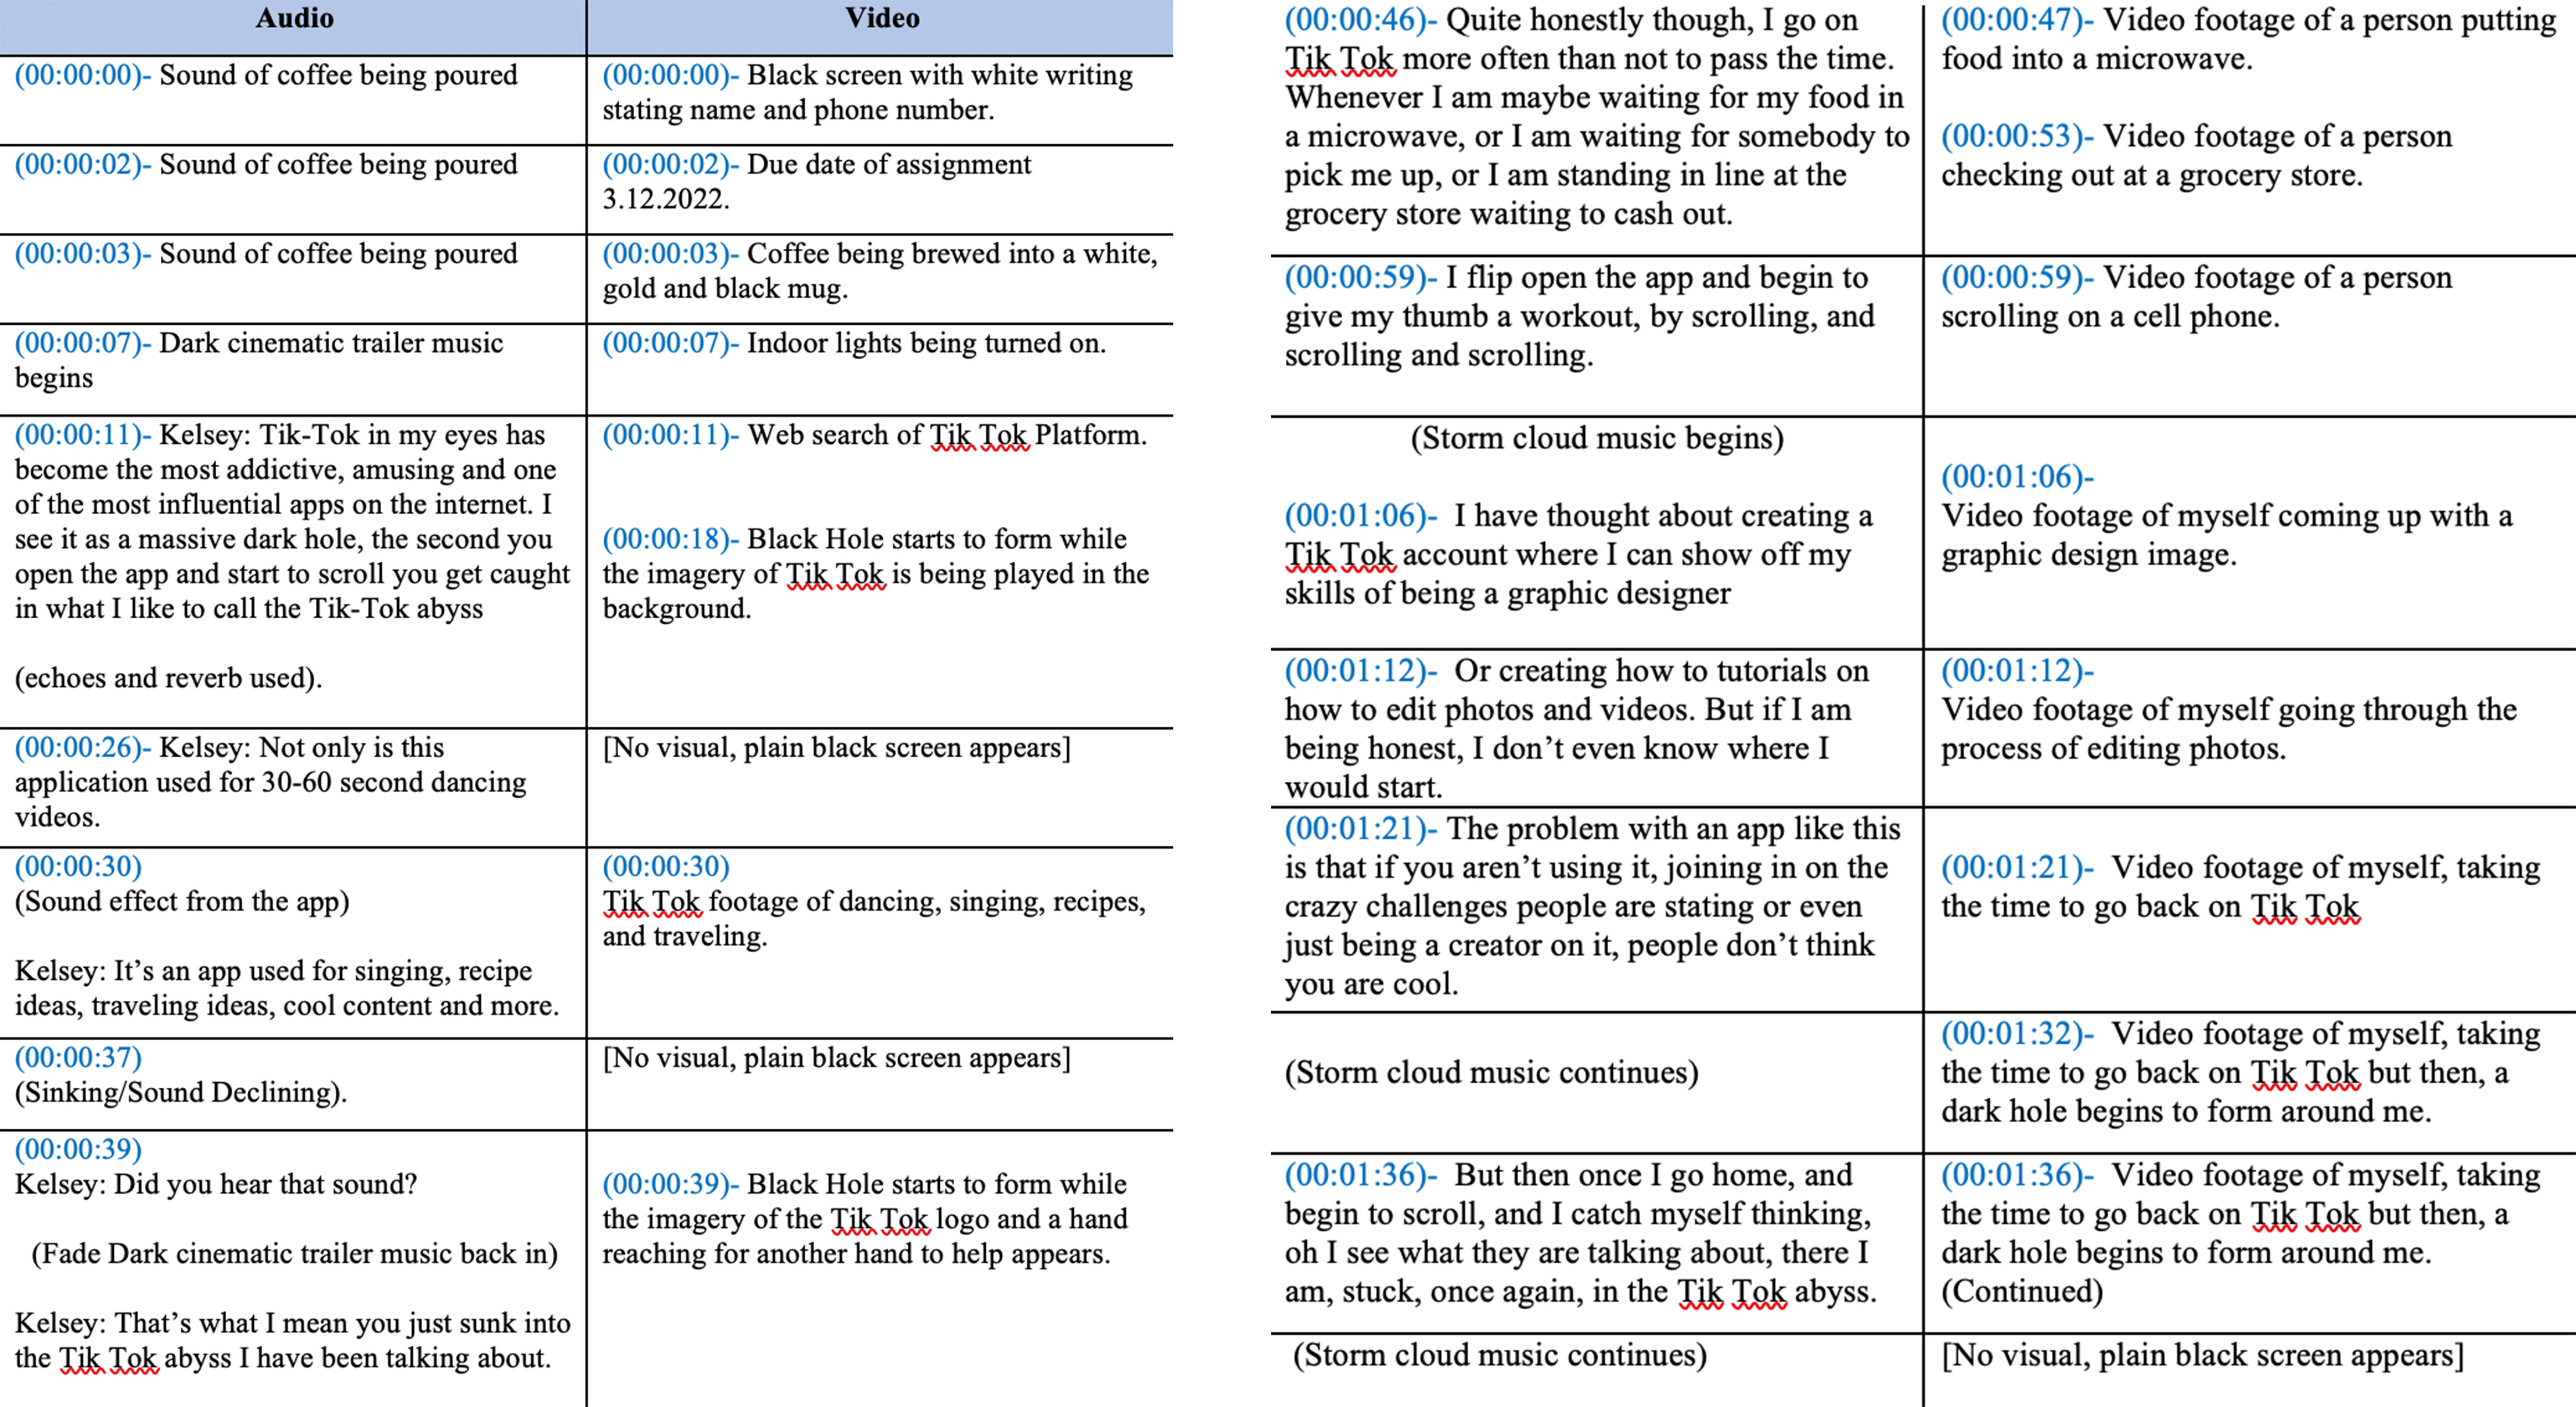 Audio
Video
(00:00:00)- Sound of coffee being poured
(00:00:00)- Black screen with white writing
stating name and phone number.
(00:00:02)- Sound of coffee being poured
(00:00:02)- Due date of assignment
3.12.2022.
(00:00:03)- Sound of coffee being poured
(00:00:03)- Coffee being brewed into a white,
gold and black mug.
(00:00:07)- Dark cinematic trailer music
begins
(00:00:07)- Indoor lights being turned on.
(00:00:11)- Kelsey: Tik-Tok in my eyes has
become the most addictive, amusing and one
of the most influential apps on the internet. I
see it as a massive dark hole, the second you
open the app and start to scroll you get caught
in what I like to call the Tik-Tok abyss
(echoes and reverb used).
(00:00:11)- Web search of Tik Tok Platform.
(00:00:18)- Black Hole starts to form while
the imagery of Tik Tok is being played in the
background.
(00:00:26)- Kelsey: Not only is this
application used for 30-60 second dancing
videos.
[No visual, plain black screen appears]
(00:00:30)
(Sound effect from the app)
Kelsey: It’s an app used for singing, recipe
ideas, traveling ideas, cool content and more.
(00:00:30)
Tik Tok footage of dancing, singing, recipes,
and traveling.
(00:00:37)
(Sinking/Sound Declining).
[No visual, plain black screen appears]
(00:00:39)
Kelsey: Did you hear that sound?
(Fade Dark cinematic trailer music back in)
Kelsey: That’s what I mean you just sunk into
the Tik Tok abyss I have been talking about.
(00:00:39)- Black Hole starts to form while
the imagery of the Tik Tok logo and a hand
reaching for another hand to help appears.
(00:00:46)- Quite honestly though, I go on
Tik Tok more often than not to pass the time.
Whenever I am maybe waiting for my food in
a microwave, or I am waiting for somebody to
pick me up, or I am standing in line at the
grocery store waiting to cash out.
(00:00:47)- Video footage of a person putting
food into a microwave.
(00:00:53)- Video footage of a person
checking out at a grocery store.
(00:00:59)- I flip open the app and begin to
give my thumb a workout, by scrolling, and
scrolling and scrolling.
(00:00:59)- Video footage of a person
scrolling on a cell phone.
(Storm cloud music begins)
(00:01:06)- I have thought about creating a
Tik Tok account where I can show off my
skills of being a graphic designer
(00:01:06)-
Video footage of myself coming up with a
graphic design image.
(00:01:12)- Or creating how to tutorials on
how to edit photos and videos. But if I am
being honest, I don’t even know where I
would start.
(00:01:12)-
Video footage of myself going through the
process of editing photos.
(00:01:21)- The problem with an app like this
is that if you aren’t using it, joining in on the
crazy challenges people are stating or even
just being a creator on it, people don’t think
you are cool.
(00:01:21)- Video footage of myself, taking
the time to go back on Tik Tok
(Storm cloud music continues)
(00:01:32)- Video footage of myself, taking
the time to go back on Tik Tok but then, a
dark hole begins to form around me.
(00:01:36)- But then once I go home, and
begin to scroll, and I catch myself thinking,
oh I see what they are talking about, there I
am, stuck, once again, in the Tik Tok abyss.
(00:01:36)- Video footage of myself, taking
the time to go back on Tik Tok but then, a
dark hole begins to form around me.
(Continued)
(Storm cloud music continues)
[No visual, plain black screen appears]